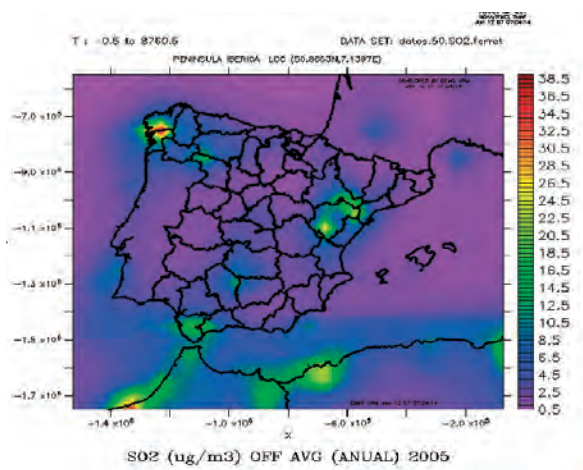 T : -0.5 to 8760.5
DATA SET: datos.50.SO2.ferret
PENINSULA IBERICA LCC (50.8663N,7.1387E)
38.5
36.5
34.5
32.5
30.5
28.5
26.5
24.5
22.5
20.5
18.5
16.5
14.5
12.5
10.5
8.5
6.5
4.5
2.5
0.5
-7.0 x10⁵
-9.0 x10⁵
-1.1 x10⁶
-1.3 x10⁶
-1.5 x10⁶
-1.7 x10⁶
-1.4 x10⁶
-1.0 x10⁶
-6.0 x10⁵
-2.0 x10⁵
X
SO2 (ug/m3) OFF AVG (ANUAL) 2005